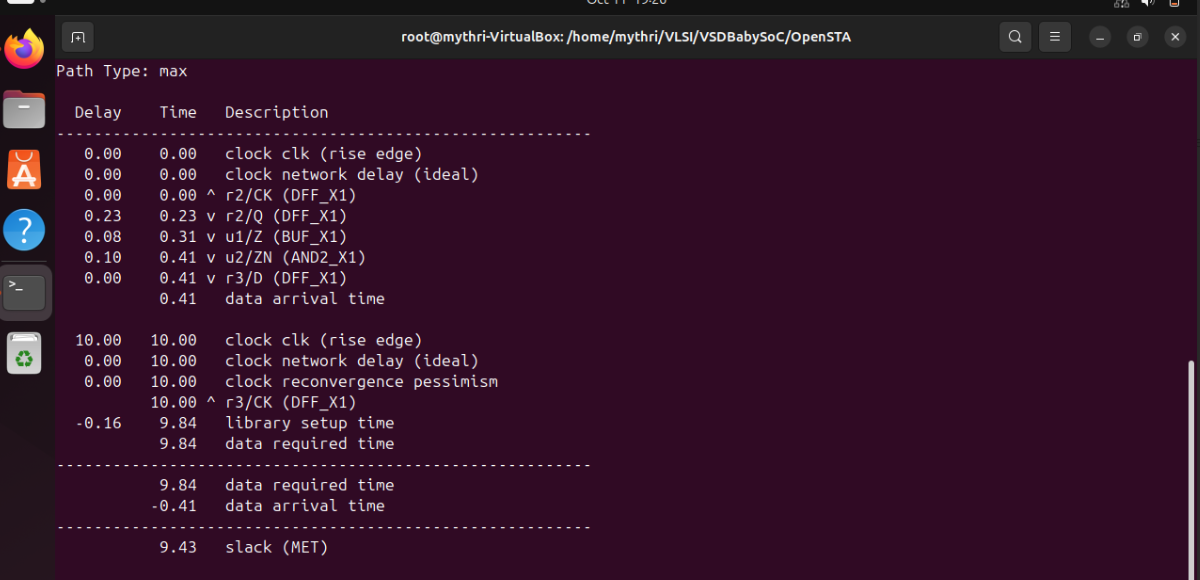 Oct 11 19:20
root@mythri-VirtualBox: /home/mythri/VLSI/VSDBabySoC/OpenSTA
Path Type: max
Delay    Time   Description
-----------------------------------------------------------
0.00    0.00   clock clk (rise edge)
0.00    0.00   clock network delay (ideal)
0.00    0.00 ^ r2/CK (DFF_X1)
0.23    0.23 v r2/Q (DFF_X1)
0.08    0.31 v u1/Z (BUF_X1)
0.10    0.41 v u2/ZN (AND2_X1)
0.00    0.41 v r3/D (DFF_X1)
0.41   data arrival time
10.00   10.00   clock clk (rise edge)
0.00   10.00   clock network delay (ideal)
0.00   10.00   clock reconvergence pessimism
10.00 ^ r3/CK (DFF_X1)
-0.16    9.84   library setup time
9.84   data required time
-----------------------------------------------------------
9.84   data required time
-0.41   data arrival time
-----------------------------------------------------------
9.43   slack (MET)